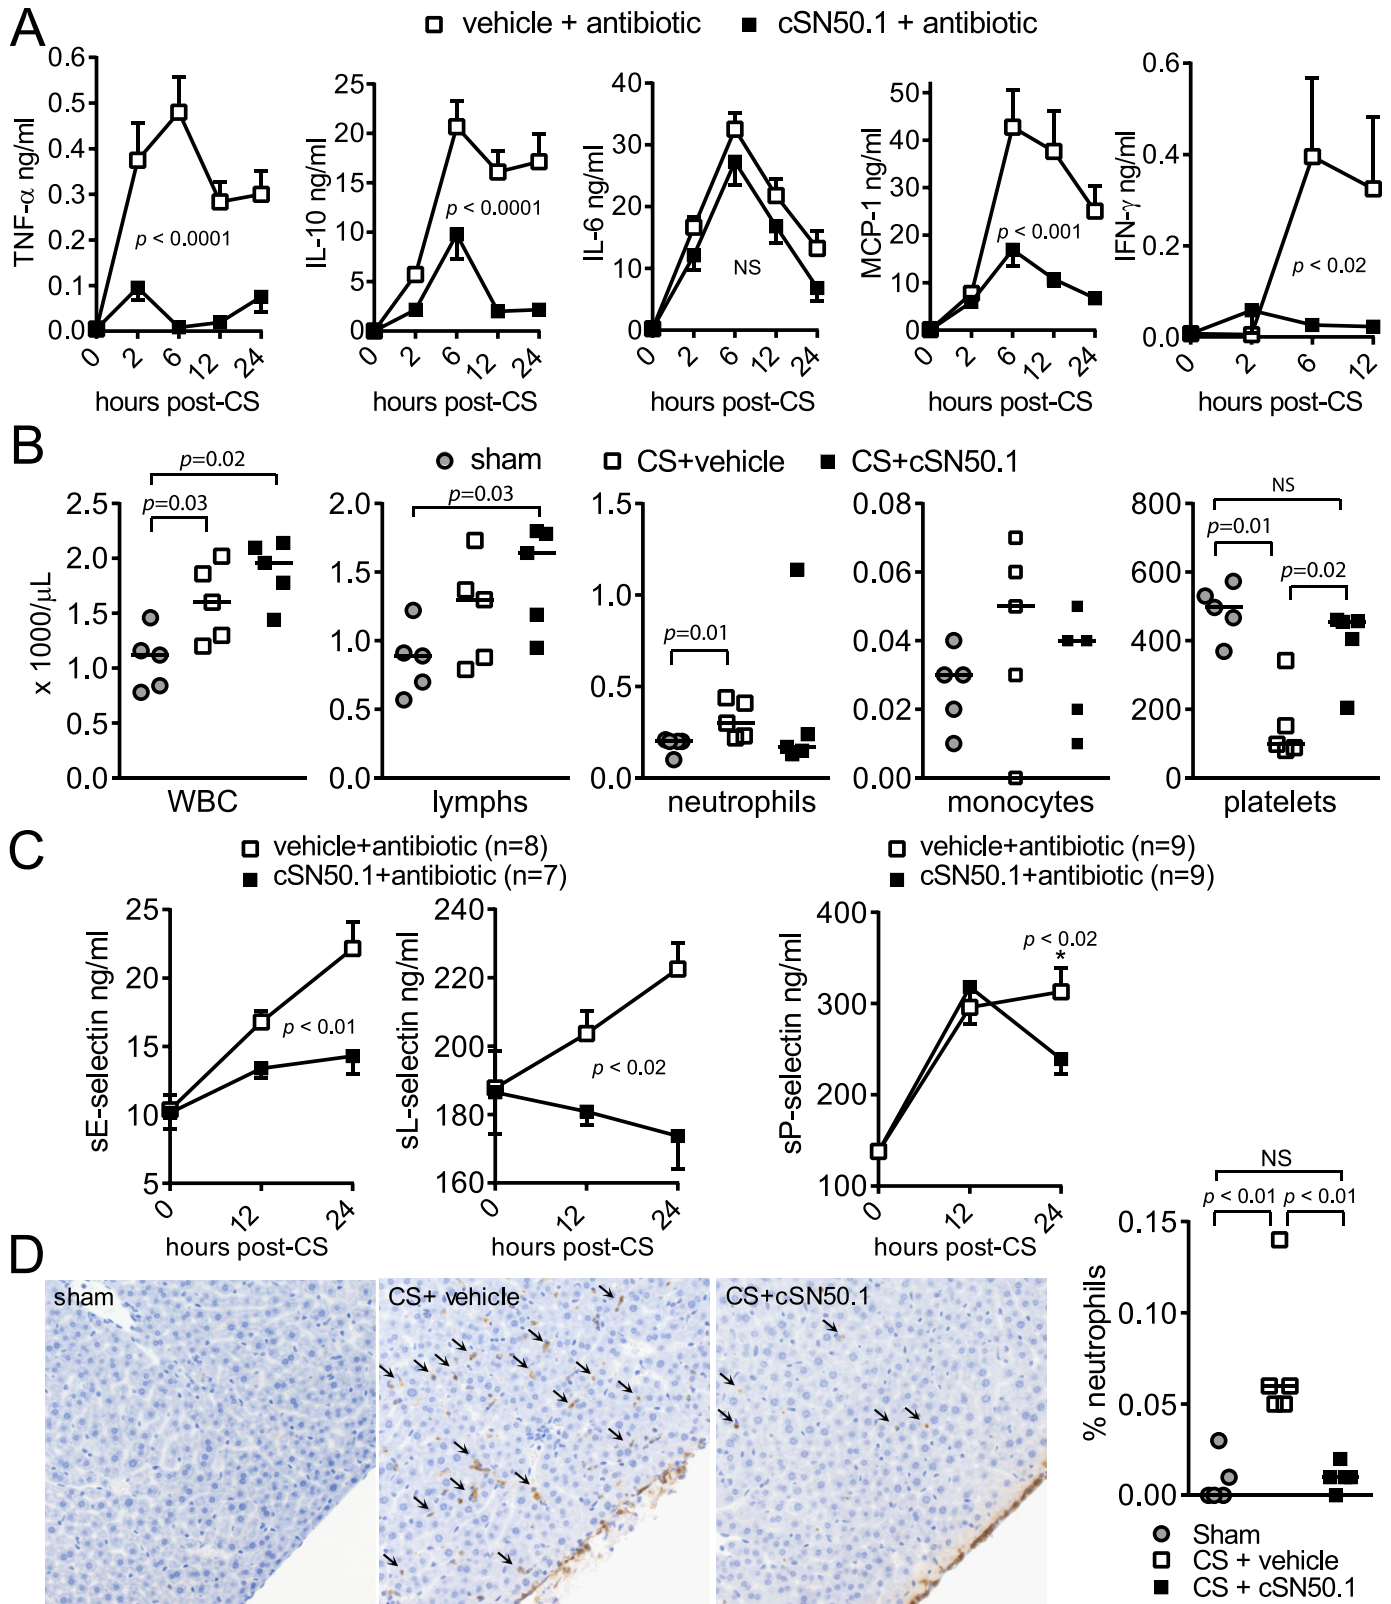 A
vehicle + antibiotic
cSN50.1 + antibiotic
TNF-α ng/ml
0.6
0.5
0.4
0.3
0.2
0.1
0.0
p < 0.0001
0 2 6 12 24
hours post-CS
IL-10 ng/ml
25
20
15
10
5
0
p < 0.0001
0 2 6 12 24
hours post-CS
IL-6 ng/ml
40
30
20
10
0
NS
0 2 6 12 24
hours post-CS
MCP-1 ng/ml
50
40
30
20
10
0
p < 0.001
0 2 6 12 24
hours post-CS
IFN-γ ng/ml
0.6
0.4
0.2
0.0
p < 0.02
0 2 6 12
hours post-CS
B
sham
CS+vehicle
CS+cSN50.1
x 1000/µL
p=0.02
p=0.03
2.5
2.0
1.5
1.0
0.5
0.0
WBC
p=0.03
2.0
1.5
1.0
0.5
0.0
lymphs
p=0.01
1.5
1.0
0.5
0.0
neutrophils
0.08
0.06
0.04
0.02
0.00
monocytes
NS
p=0.01
p=0.02
800
600
400
200
0
platelets
C
vehicle+antibiotic (n=8)
cSN50.1+antibiotic (n=7)
vehicle+antibiotic (n=9)
cSN50.1+antibiotic (n=9)
sE-selectin ng/ml
25
20
15
10
5
p < 0.01
0 12 24
hours post-CS
sL-selectin ng/ml
240
220
200
180
160
p < 0.02
0 12 24
hours post-CS
sP-selectin ng/ml
400
300
200
100
p < 0.02
*
0 12 24
hours post-CS
D
sham
CS+ vehicle
CS+cSN50.1
NS
p < 0.01 p < 0.01
% neutrophils
0.15
0.10
0.05
0.00
Sham
CS + vehicle
CS + cSN50.1